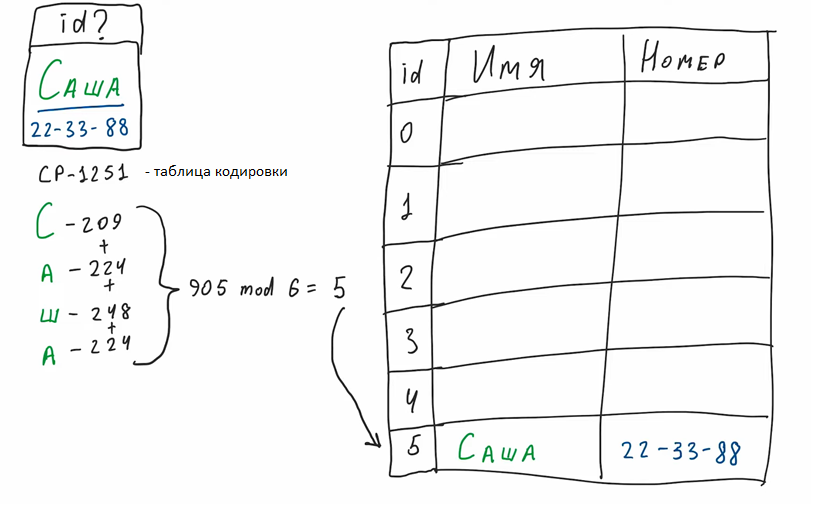 id?
Саша
22-33-88
CP-1251 - таблица кодировки
С - 209
+
А - 224
+
Ш - 248
+
А - 224
905 mod 6 = 5
id Имя Номер
0
1
2
3
4
5 Саша 22-33-88